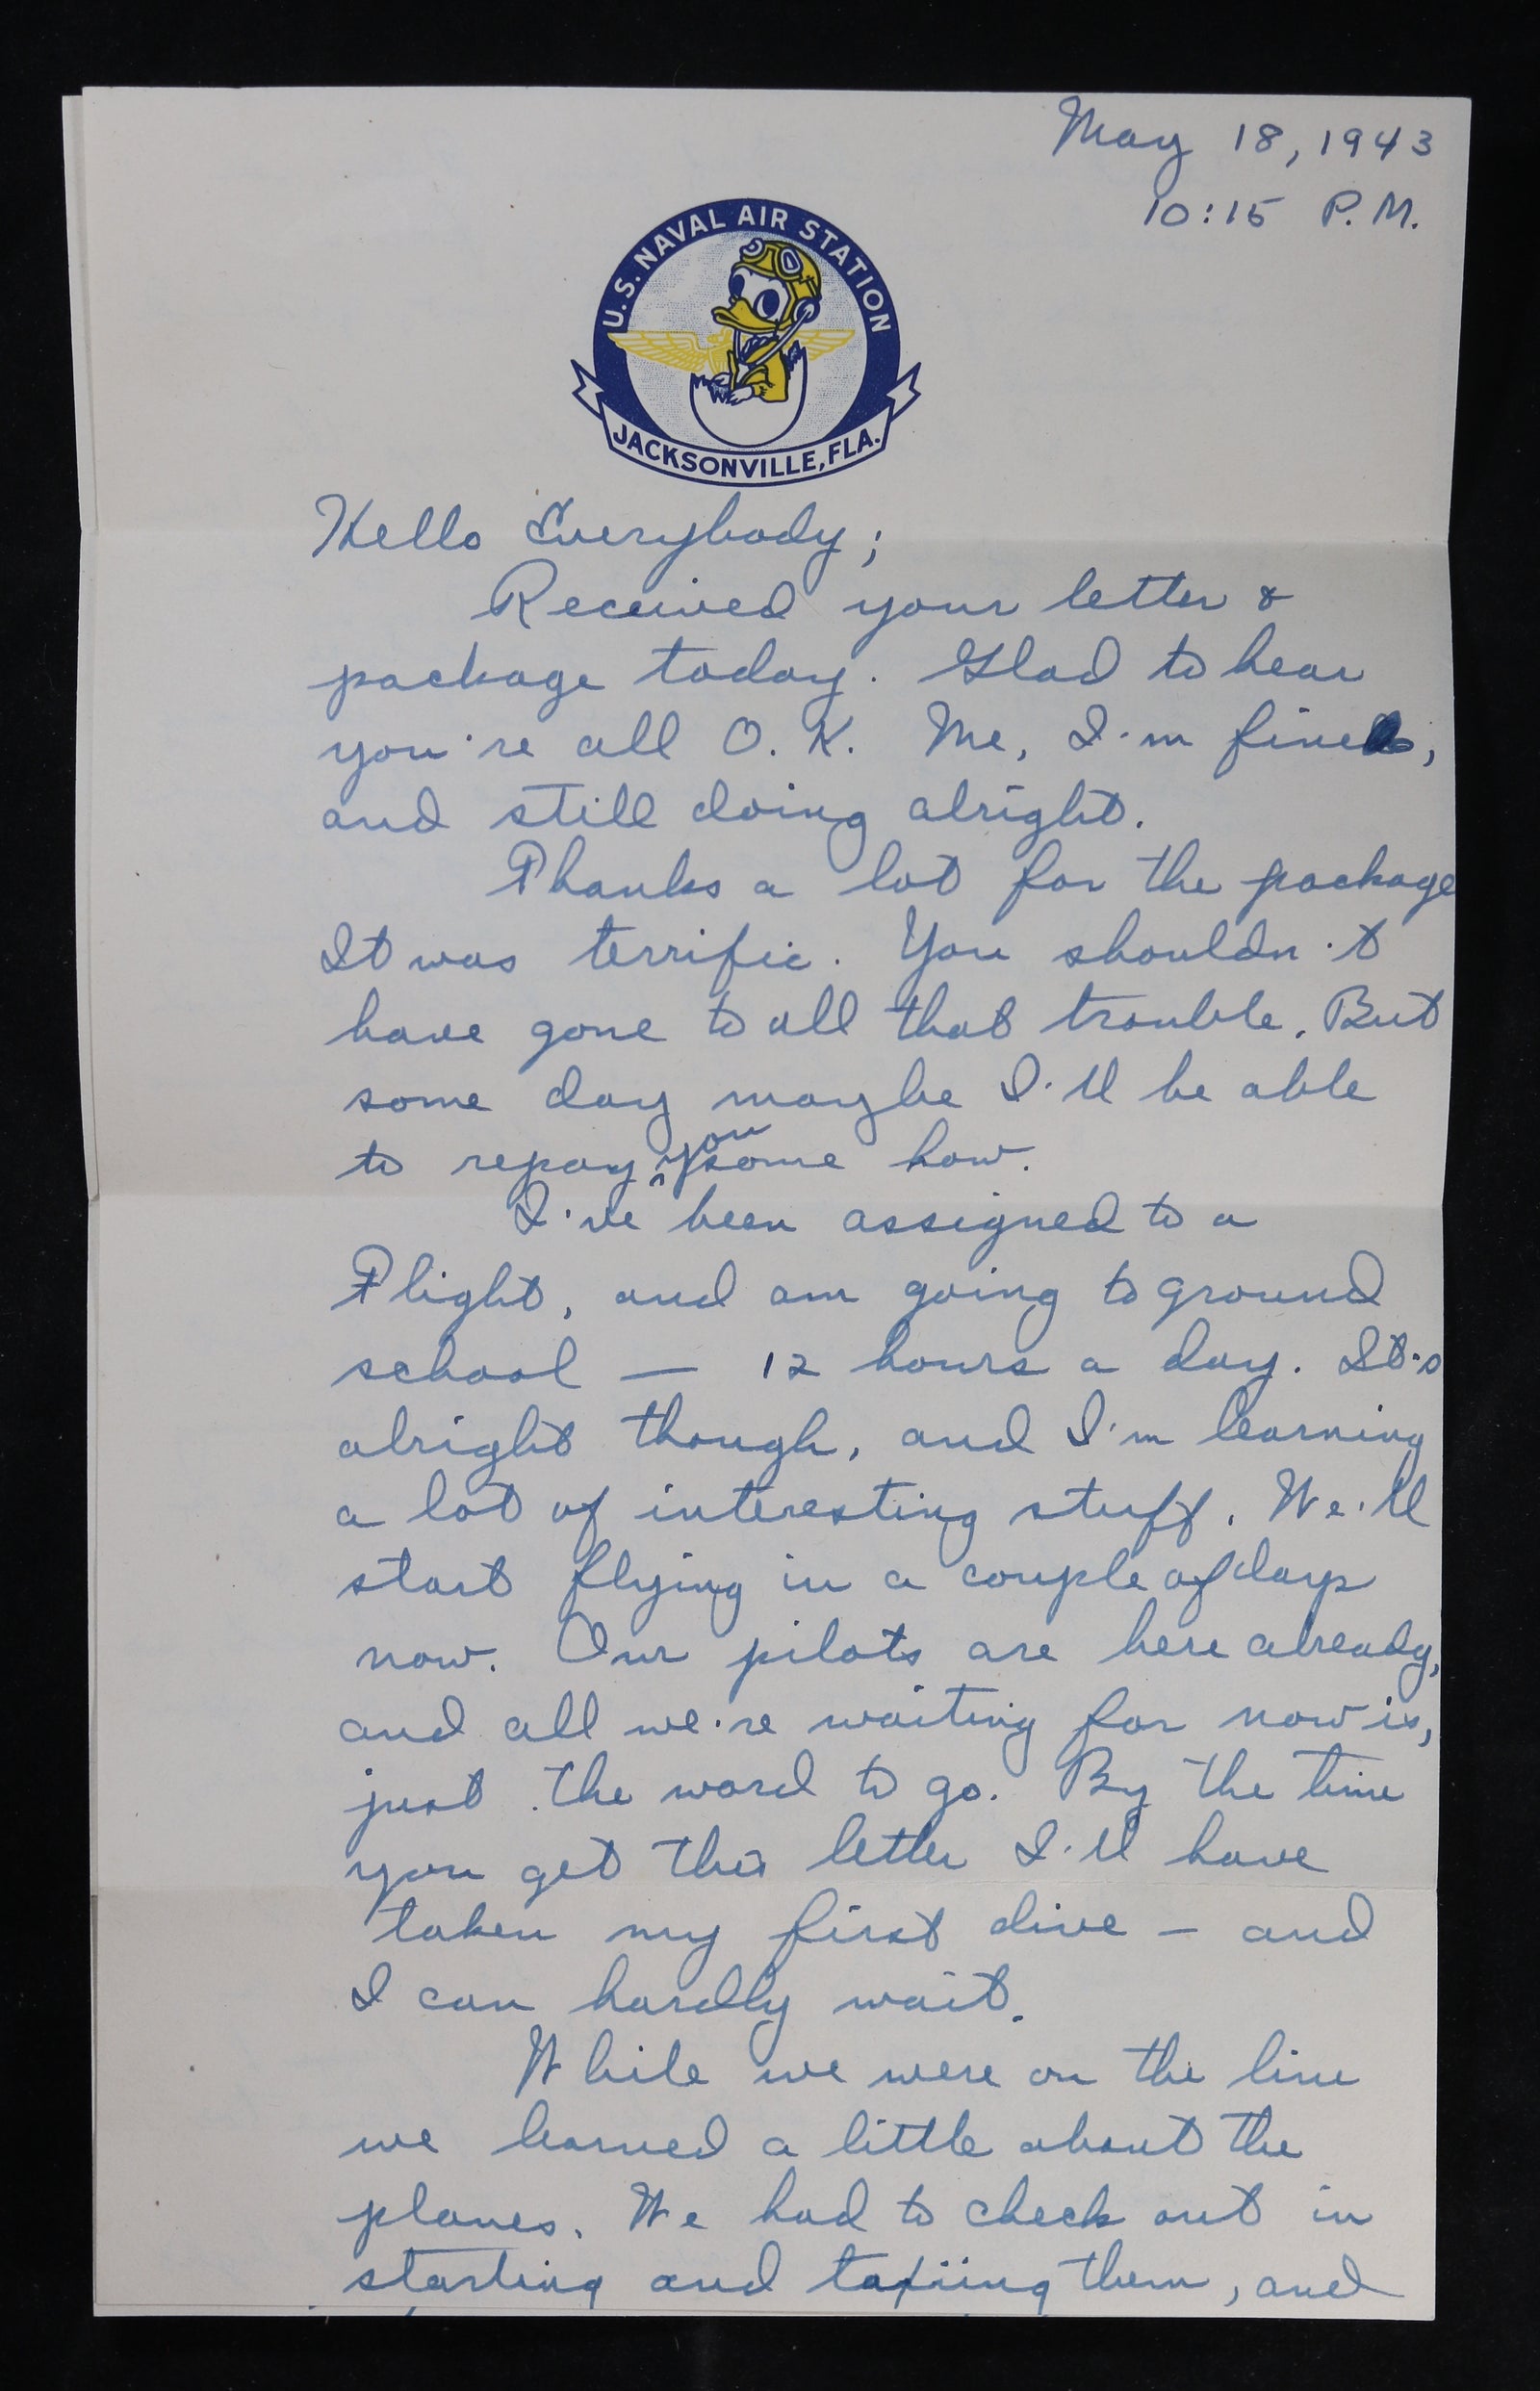 May 18, 1943
10:15 P.M.
U.S. NAVAL AIR STATION
JACKSONVILLE, FLA.
Hello Everybody;
Received your letter &
package today. Glad to hear
you're all O.K. Me, I'm fine,
and still doing alright.
Thanks a lot for the package
It was terrific. You shouldn't
have gone to all that trouble. But
some day maybe I'll be able
to repay you some how.
I've been assigned to a
Flight, and am going to ground
school — 12 hours a day. It's
alright though, and I'm learning
a lot of interesting stuff. We'll
start flying in a couple of days
now. Our pilots are here already,
and all we're waiting for now is,
just the word to go. By the time
you get this letter I'll have
taken my first dive — and
I can hardly wait.
While we were on the line
we learned a little about the
planes. We had to check out in
starting and taxiing them, and